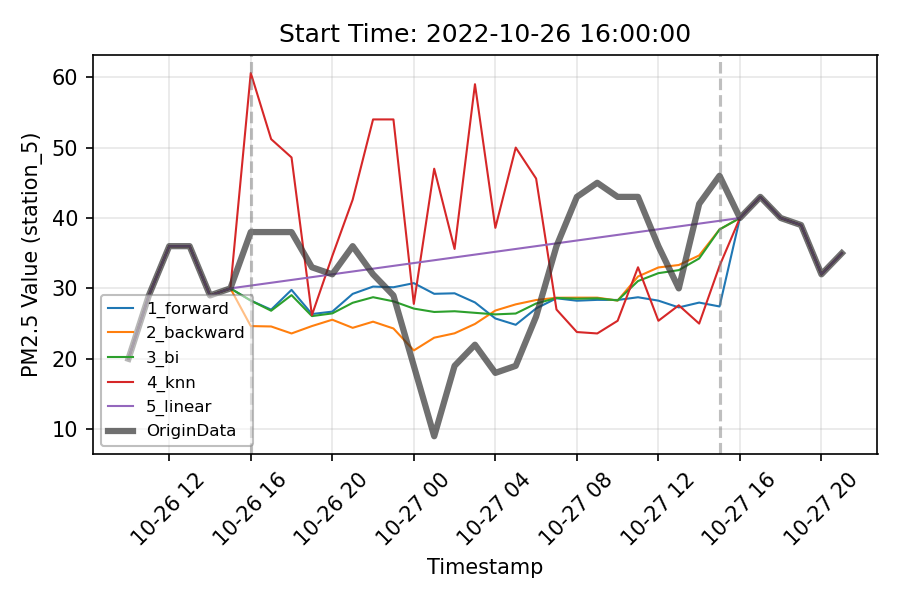 Start Time: 2022-10-26 16:00:00
PM2.5 Value (station_5)
60
50
40
30
20
10
1_forward
2_backward
3_bi
4_knn
5_linear
OriginData
10-26 12
10-26 16
10-26 20
10-27 00
10-27 04
10-27 08
10-27 12
10-27 16
10-27 20
Timestamp